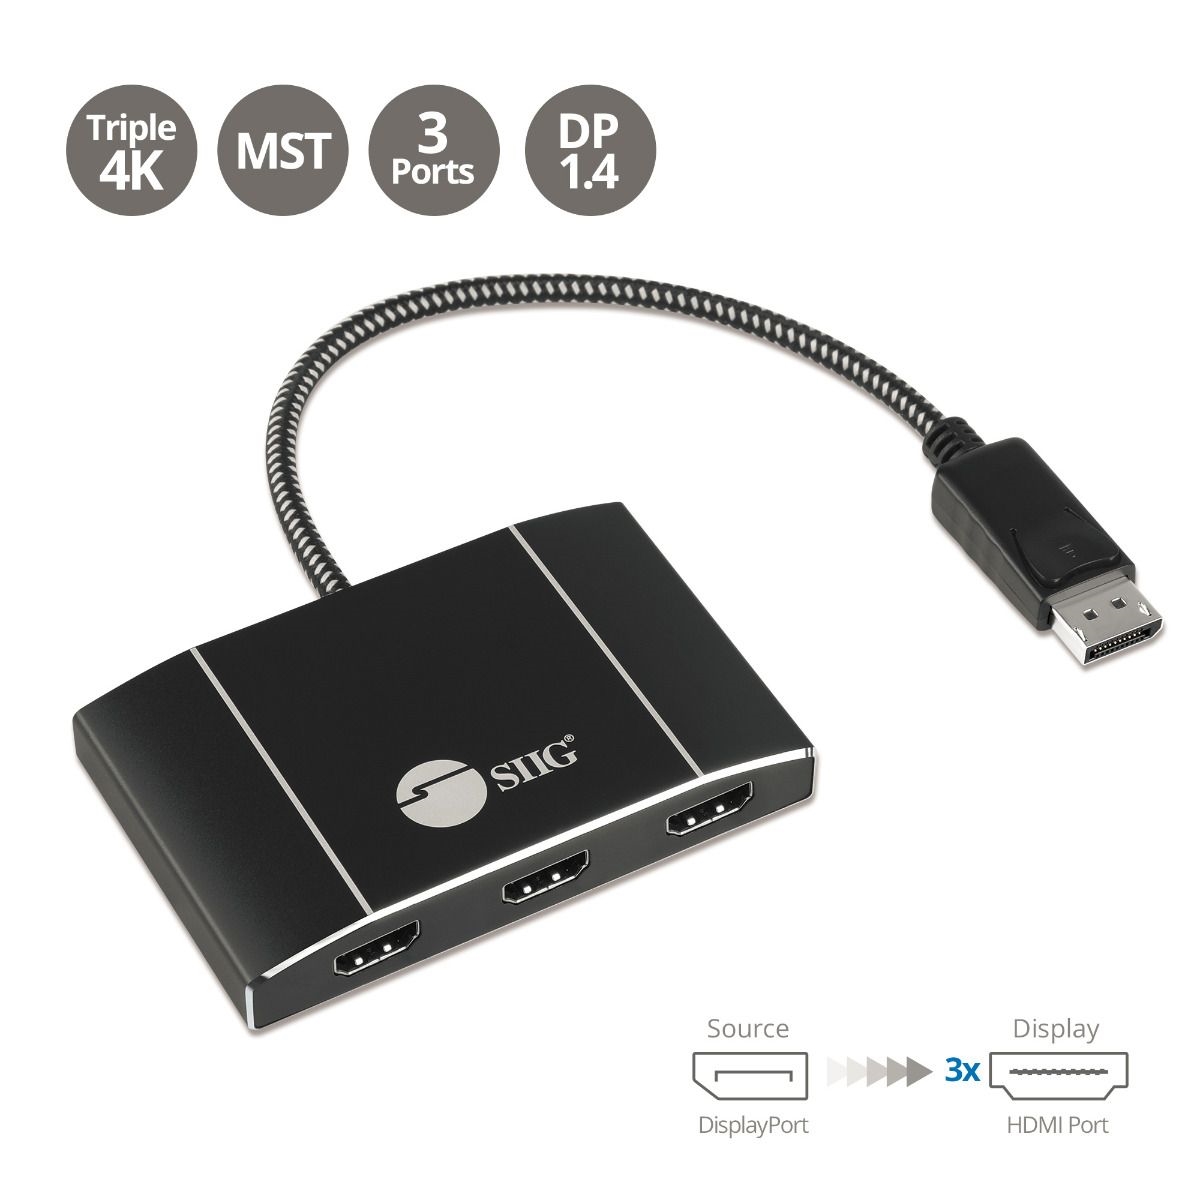 Triple
4K
MST
3
Ports
DP
1.4
SIIG®
Source
Display
3x
DisplayPort
HDMI Port